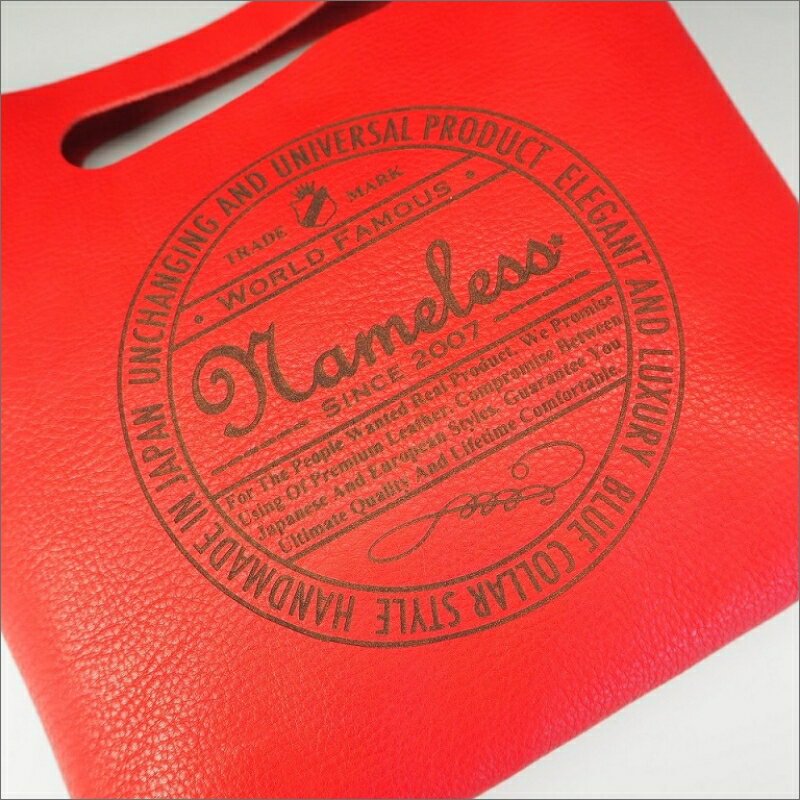 UNCHANGING AND UNIVERSAL PRODUCT ELEGANT AND LUXURY BLUE COLLAR STYLE HANDMADE IN JAPAN
TRADE MARK
• WORLD FAMOUS •
Nameless
SINCE 2007
For The People Wanted Real Product, We Promise
Using Of Premium Leather, Compromise Between
Japanese And European Styles, Guarantee You
Ultimate Quality And Lifetime Comfortable.